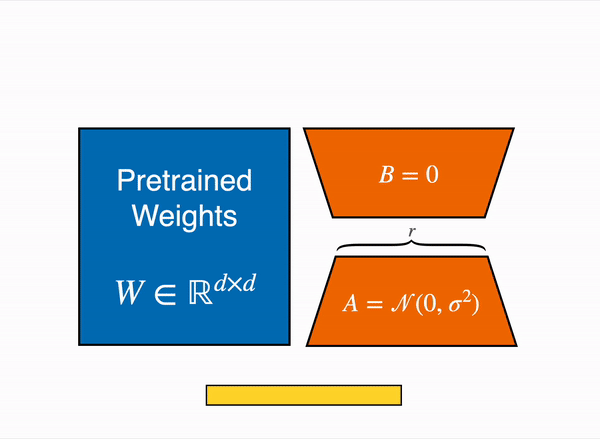 Pretrained
Weights
W ∈ ℝ^{d×d}
B = 0
r
A = 𝒩(0, σ²)